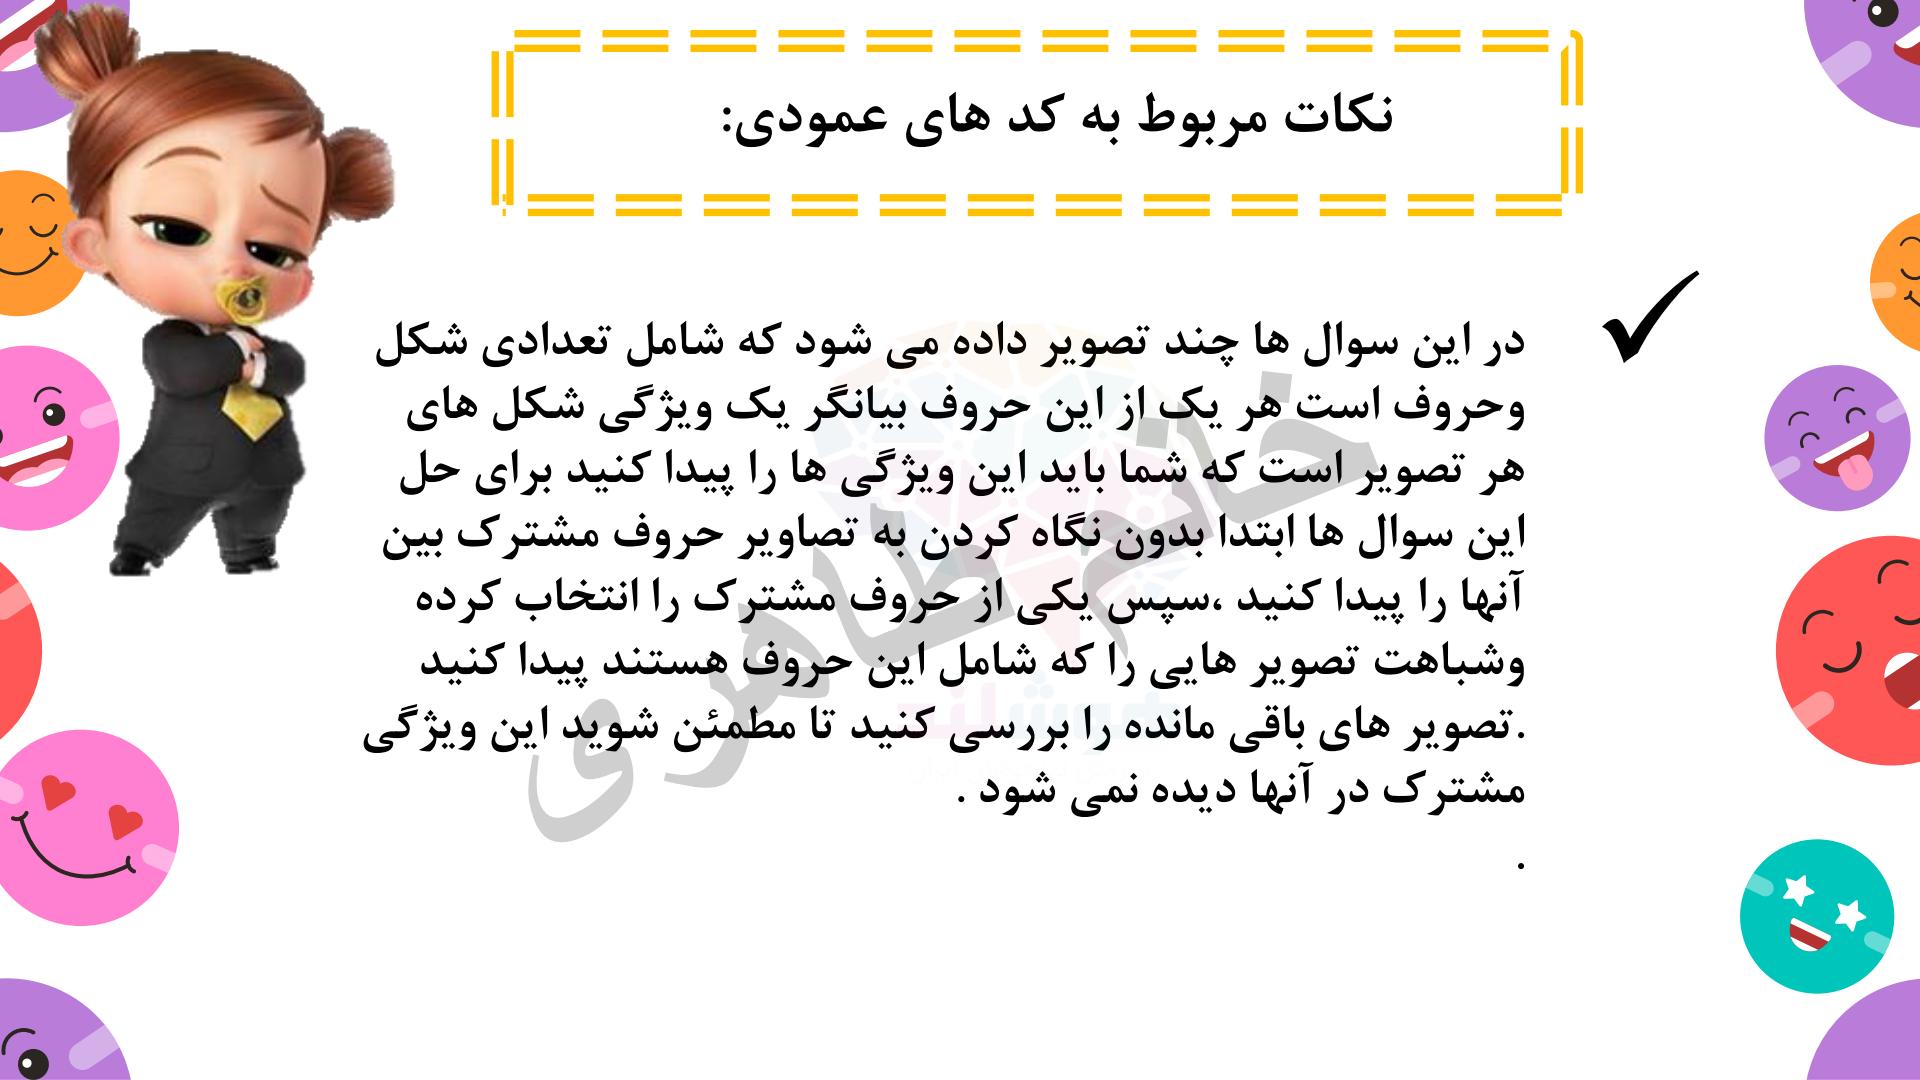 نکات مربوط به کد های عمودی:
در این سوال ها چند تصویر داده می شود که شامل تعدادی شکل
وحروف است هر یک از این حروف بیانگر یک ویژگی شکل های
هر تصویر است که شما باید این ویژگی ها را پیدا کنید برای حل
این سوال ها ابتدا بدون نگاه کردن به تصاویر حروف مشترک بین
آنها را پیدا کنید ،سپس یکی از حروف مشترک را انتخاب کرده
وشباهت تصویر هایی را که شامل این حروف هستند پیدا کنید
.تصویر های باقی مانده را بررسی کنید تا مطمئن شوید این ویژگی
مشترک در آنها دیده نمی شود .
.
خانم طاهری
هوشلند